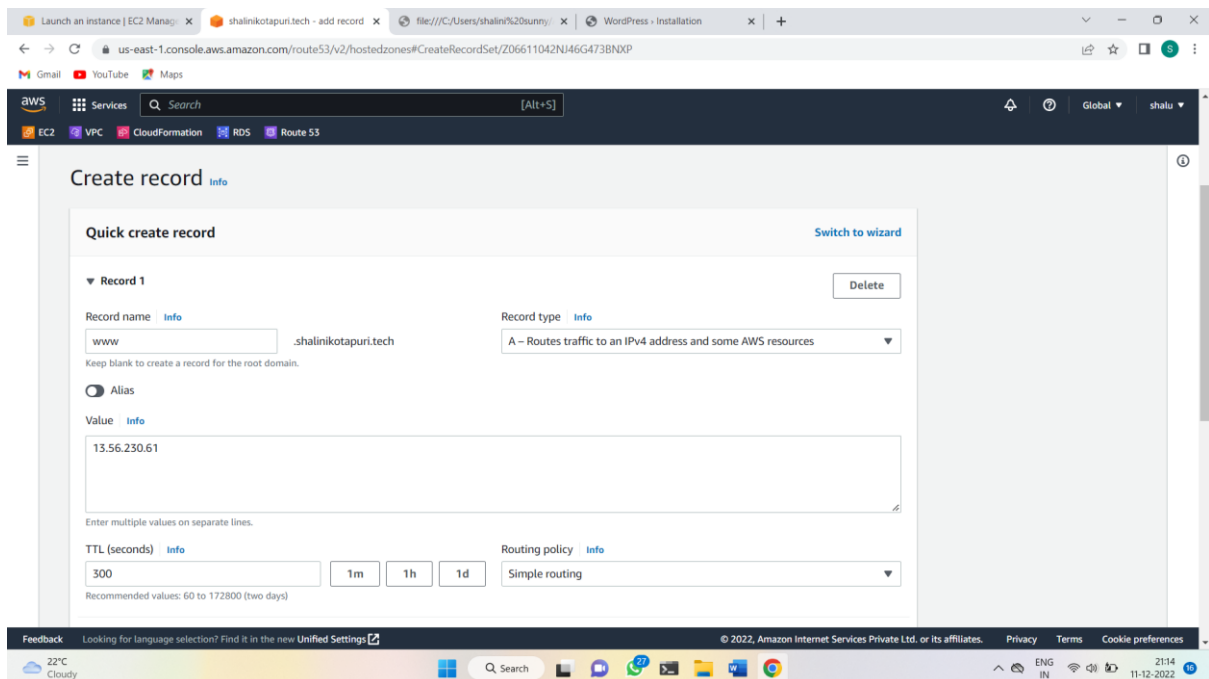 Launch an instance | EC2 Manage shalinikotapuri.tech - add record file:///C:/Users/shalini%20sunny/ WordPress › Installation
us-east-1.console.aws.amazon.com/route53/v2/hostedzones#CreateRecordSet/Z06611042NJ46G473BNXP S
Gmail YouTube Maps
aws Services Search [Alt+S] Global shalu
EC2 VPC CloudFormation RDS Route 53
Create record Info
Quick create record Switch to wizard
Record 1 Delete
Record name Info Record type Info
www .shalinikotapuri.tech A – Routes traffic to an IPv4 address and some AWS resources
Keep blank to create a record for the root domain.
Alias
Value Info
13.56.230.61
Enter multiple values on separate lines.
TTL (seconds) Info Routing policy Info
300 1m 1h 1d Simple routing
Recommended values: 60 to 172800 (two days)
Feedback Looking for language selection? Find it in the new Unified Settings © 2022, Amazon Internet Services Private Ltd. or its affiliates. Privacy Terms Cookie preferences
22°C Search 27 ENG 21:14 16
Cloudy IN 11-12-2022